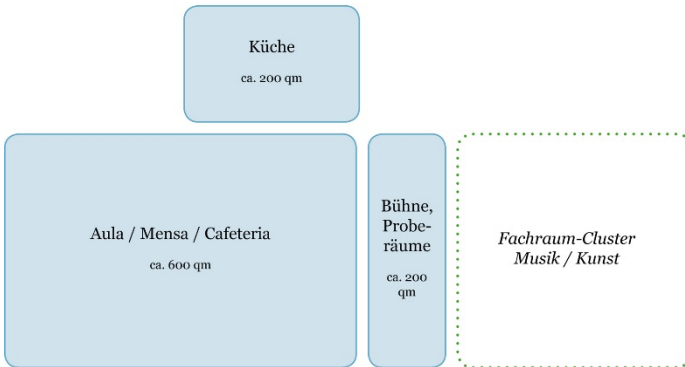 Küche
ca. 200 qm
Aula / Mensa / Cafeteria
ca. 600 qm
Bühne,
Probe-
räume
ca. 200
qm
Fachraum-Cluster
Musik / Kunst